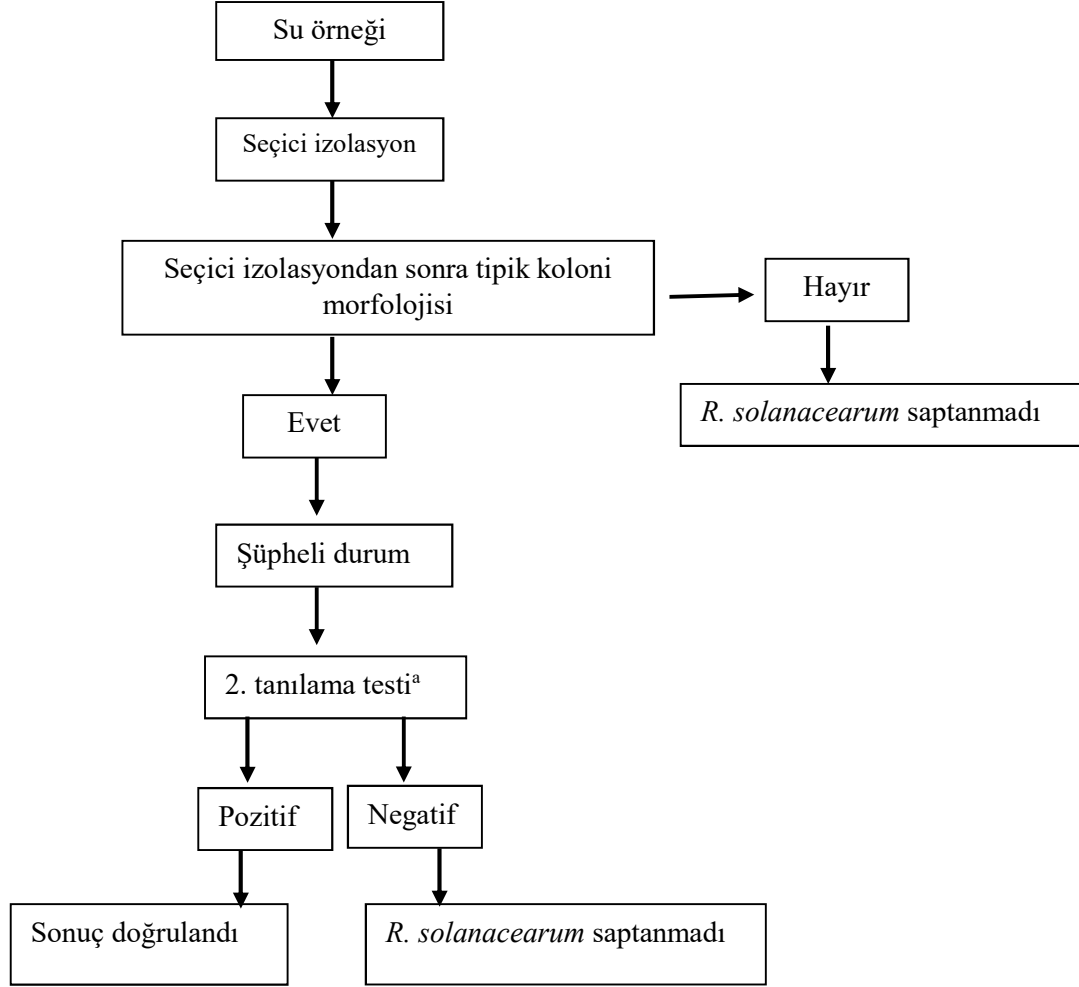 Su örneği
Seçici izolasyon
Seçici izolasyondan sonra tipik koloni
morfolojisi
Hayır
R. solanacearum saptanmadı
Evet
Şüpheli durum
2. tanılama testiᵃ
Pozitif
Negatif
Sonuç doğrulandı
R. solanacearum saptanmadı